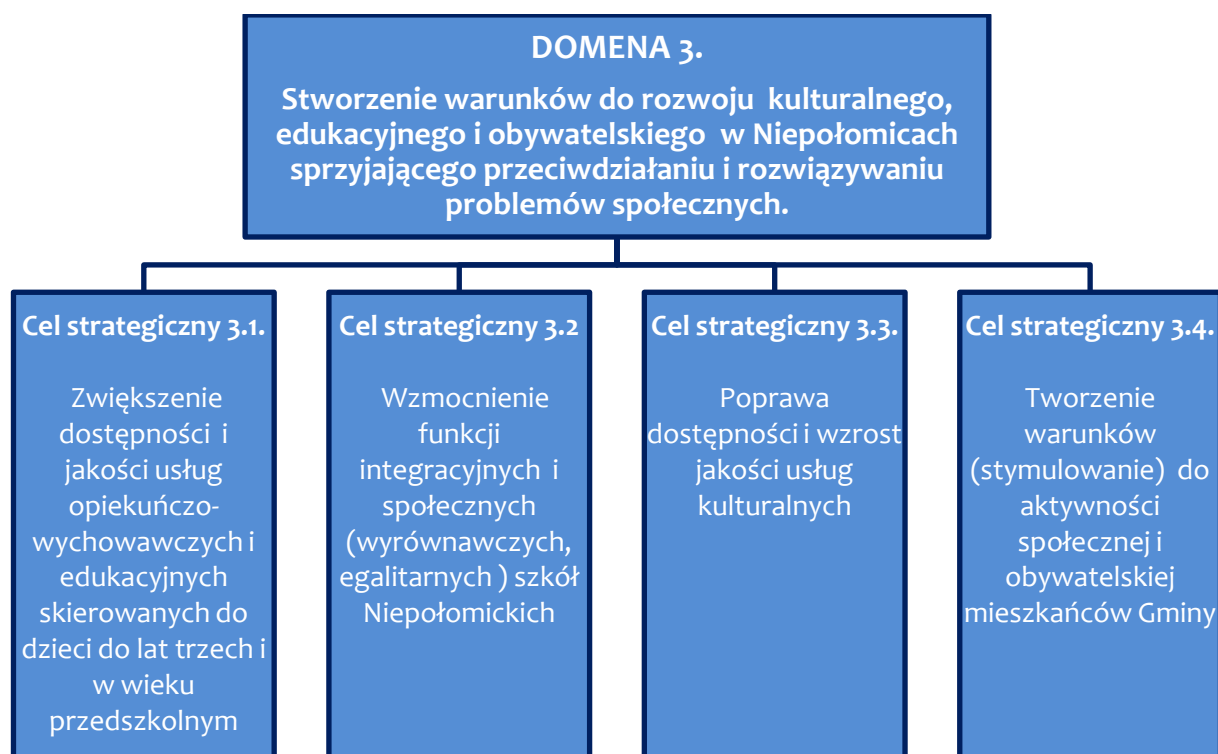 DOMENA 3.
Stworzenie warunków do rozwoju kulturalnego,
edukacyjnego i obywatelskiego w Niepołomicach
sprzyjającego przeciwdziałaniu i rozwiązywaniu
problemów społecznych.
Cel strategiczny 3.1.
Zwiększenie
dostępności i
jakości usług
opiekuńczo-
wychowawczych i
edukacyjnych
skierowanych do
dzieci do lat trzech i
w wieku
przedszkolnym
Cel strategiczny 3.2
Wzmocnienie
funkcji
integracyjnych i
społecznych
(wyrównawczych,
egalitarnych ) szkół
Niepołomickich
Cel strategiczny 3.3.
Poprawa
dostępności i wzrost
jakości usług
kulturalnych
Cel strategiczny 3.4.
Tworzenie
warunków
(stymulowanie) do
aktywności
społecznej i
obywatelskiej
mieszkańców Gminy